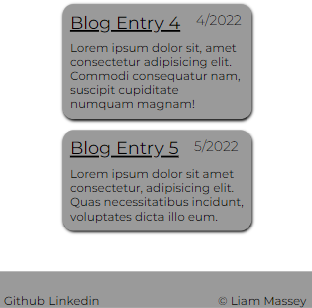 Blog Entry 4 4/2022
Lorem ipsum dolor sit, amet
consectetur adipisicing elit.
Commodi consequatur nam,
suscipit cupiditate
numquam magnam!
Blog Entry 5 5/2022
Lorem ipsum dolor sit amet
consectetur, adipisicing elit.
Quas necessitatibus incidunt,
voluptates dicta illo eum.
Github Linkedin © Liam Massey